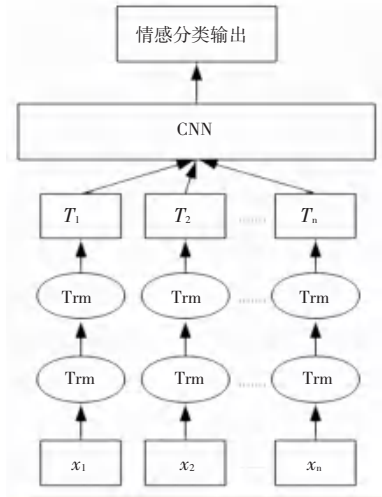 情感分类输出
CNN
T₁ T₂ ...... Tₙ
Trm Trm ...... Trm
Trm Trm ...... Trm
x₁ x₂ ...... xₙ